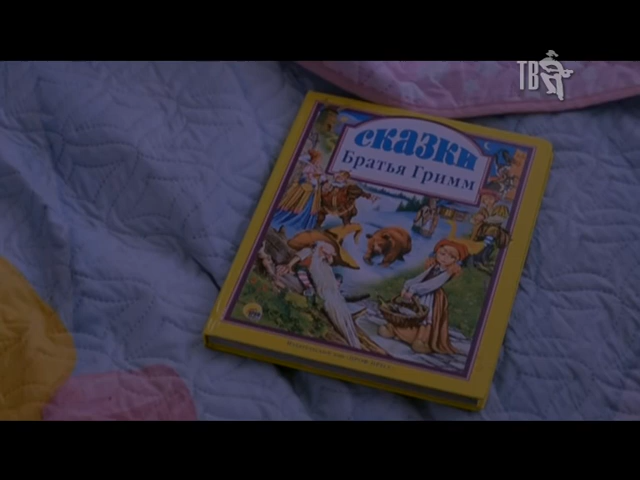 ТВ
сказки
Братья Гримм